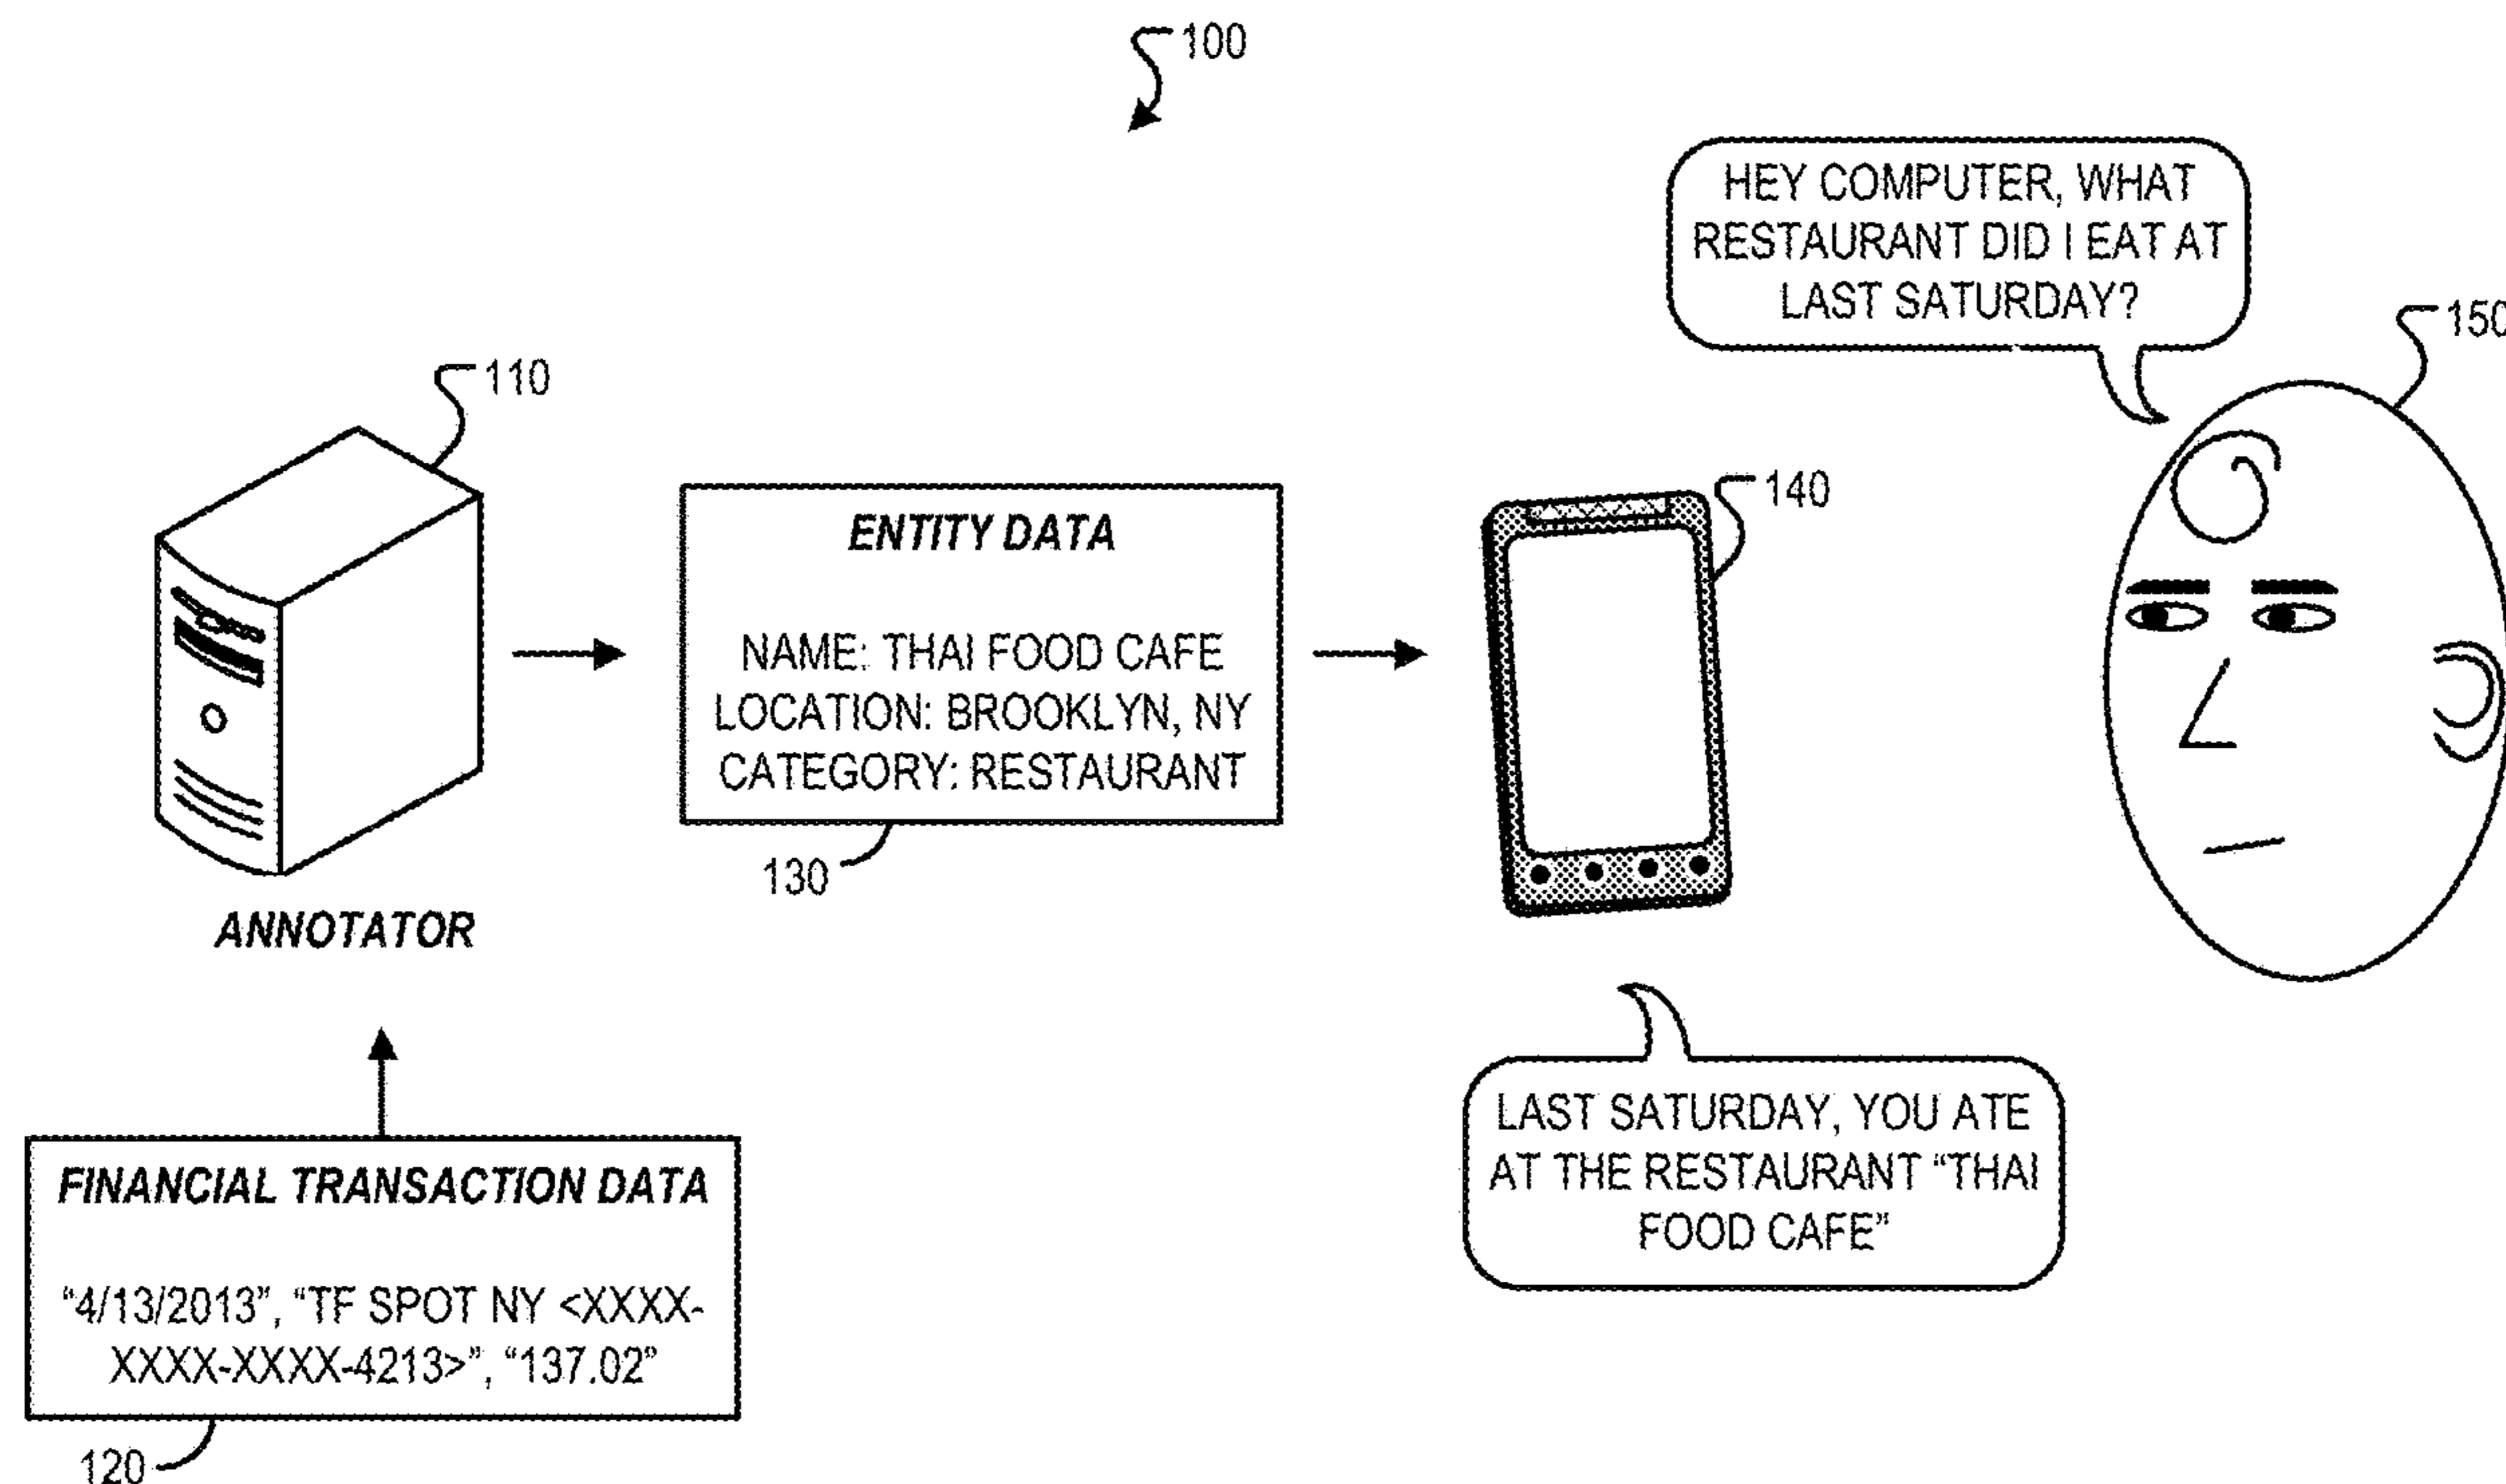 100
HEY COMPUTER, WHAT
RESTAURANT DID I EAT AT
LAST SATURDAY?
150
110
140
ENTITY DATA
NAME: THAI FOOD CAFE
LOCATION: BROOKLYN, NY
CATEGORY: RESTAURANT
130
ANNOTATOR
LAST SATURDAY, YOU ATE
AT THE RESTAURANT “THAI
FOOD CAFE”
FINANCIAL TRANSACTION DATA
“4/13/2013”, “TF SPOT NY <XXXX-
XXXX-XXXX-4213>”, “137.02”
120